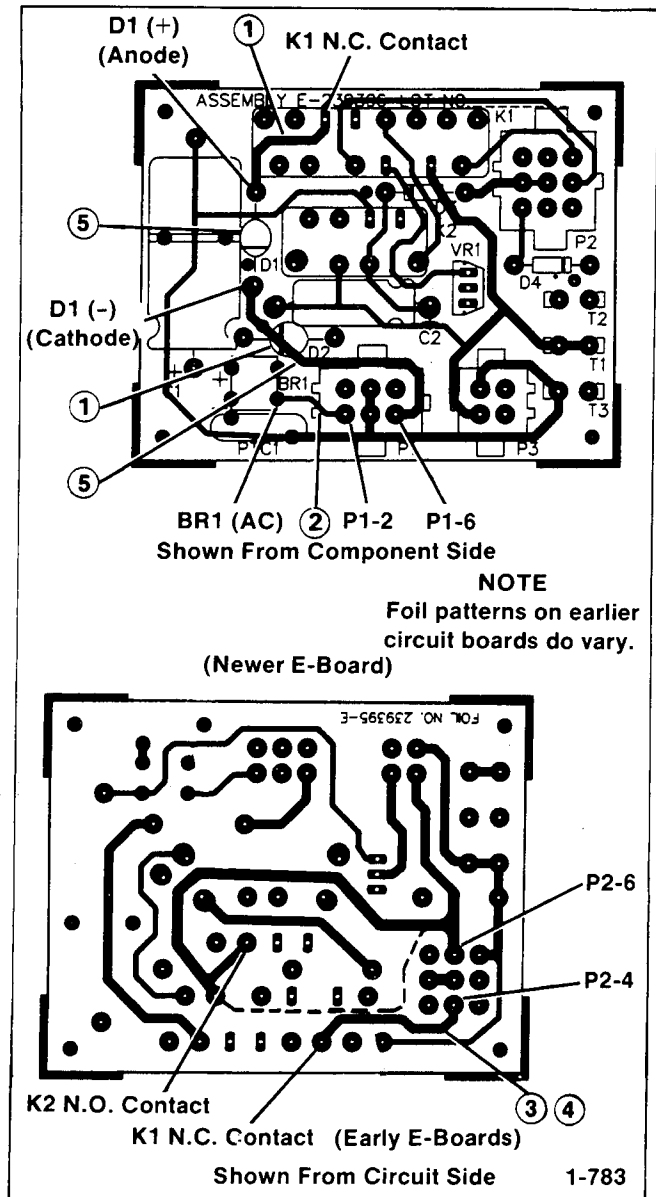 D1 (+)
(Anode)
1
K1 N.C. Contact
ASSEMBLY E-239395 LOT NO.
K1
5
K2
P2
D1
VR1
D4
D1 (-)
(Cathode)
C2
T2
D2
T1
1
BR1
T3
5
P
P3
BR1 (AC)
2
P1-2
P1-6
Shown From Component Side
NOTE
Foil patterns on earlier
circuit boards do vary.
(Newer E-Board)
FOIL NO. 239395-E
P2-6
P2-4
K2 N.O. Contact
3
4
K1 N.C. Contact
(Early E-Boards)
Shown From Circuit Side
1-783